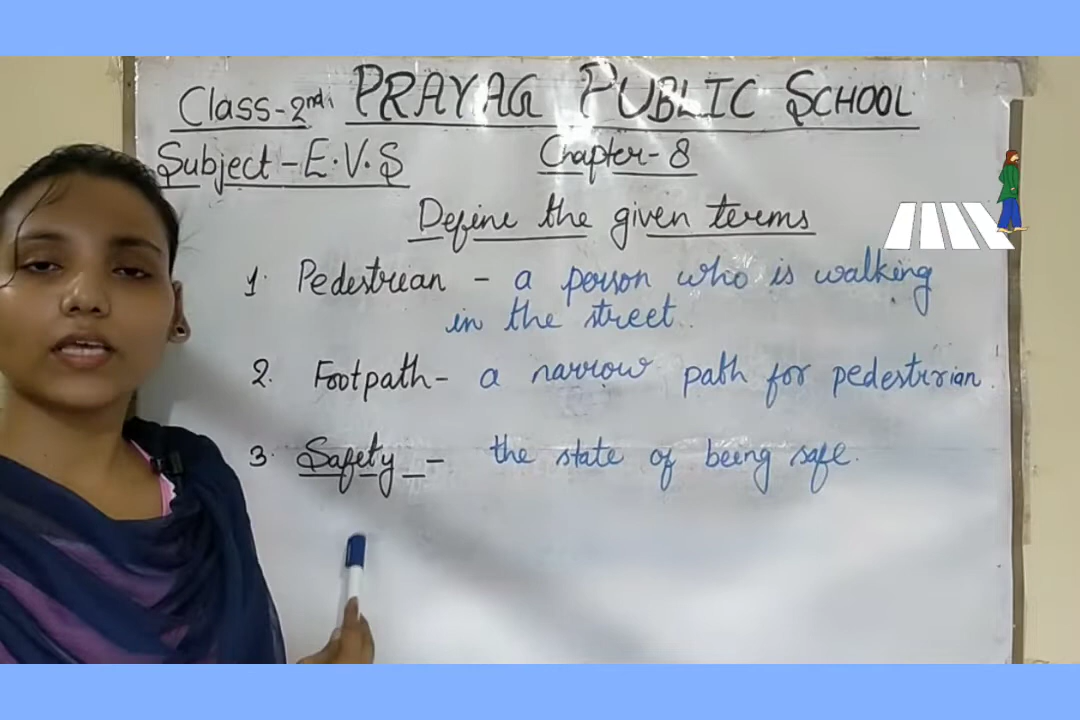 Class-2nd. PRAYAG PUBLIC SCHOOL
Subject - E.V.S Chapter-8
Define the given terms
1. Pedestrian - a person who is walking
in the street.
2. Footpath - a narrow path for pedestrian.
3. Safety - the state of being safe.